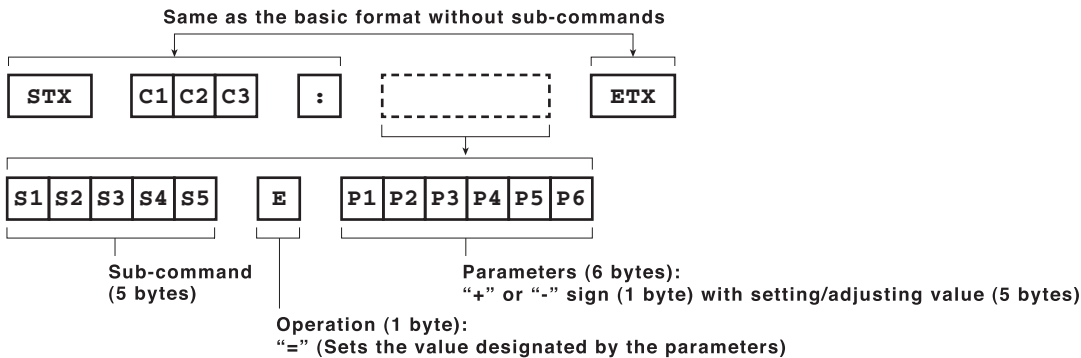 Same as the basic format without sub-commands
STX C1 C2 C3 : ETX
S1 S2 S3 S4 S5 E P1 P2 P3 P4 P5 P6
Sub-command
(5 bytes)
Parameters (6 bytes):
“+” or “-” sign (1 byte) with setting/adjusting value (5 bytes)
Operation (1 byte):
“=” (Sets the value designated by the parameters)